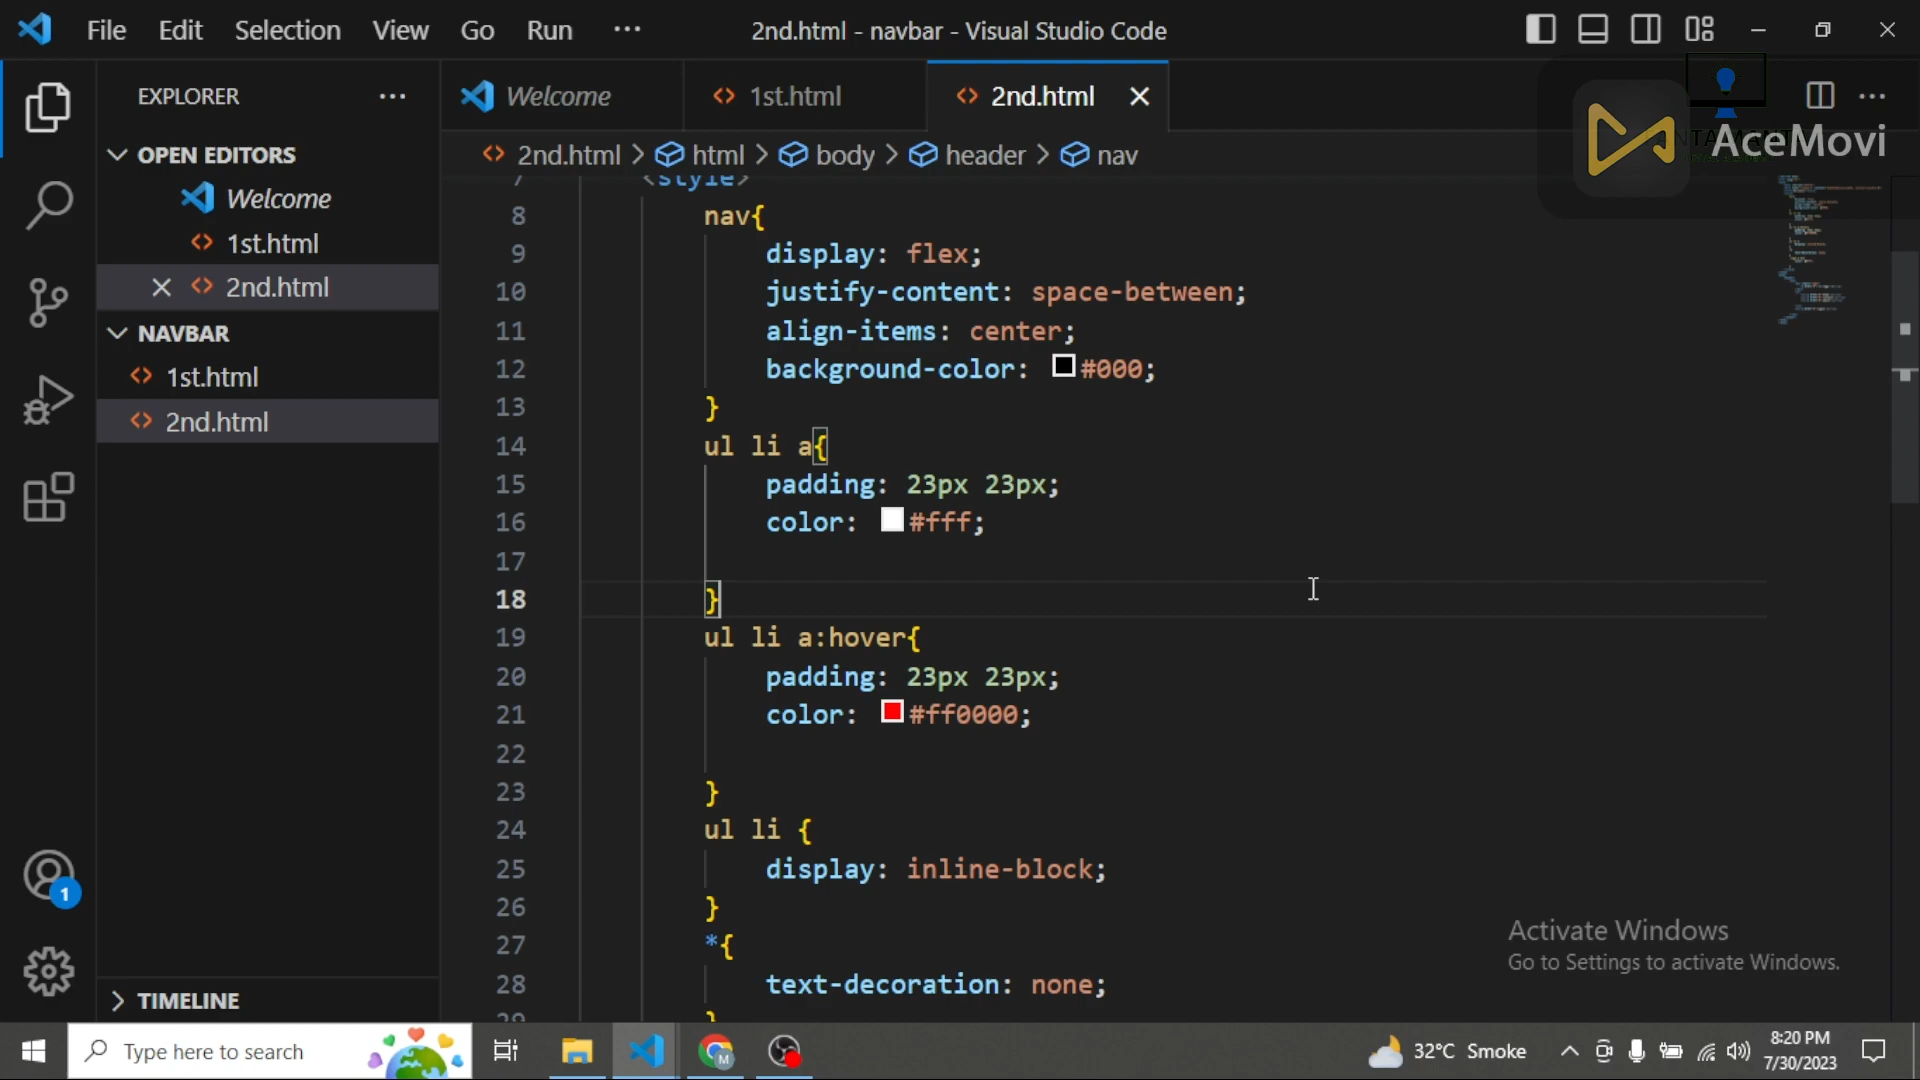 File Edit Selection View Go Run ··· 2nd.html - navbar - Visual Studio Code
EXPLORER ···
Welcome 1st.html 2nd.html
AceMovi
OPEN EDITORS
2nd.html > html > body > header > nav
Welcome
1st.html
2nd.html
NAVBAR
1st.html
2nd.html
7 <style>
8 nav{
9 display: flex;
10 justify-content: space-between;
11 align-items: center;
12 background-color: #000;
13 }
14 ul li a{
15 padding: 23px 23px;
16 color: #fff;
17
18 }
19 ul li a:hover{
20 padding: 23px 23px;
21 color: #ff0000;
22
23 }
24 ul li {
25 display: inline-block;
26 }
27 *{
28 text-decoration: none;
29 }
1
TIMELINE
Activate Windows
Go to Settings to activate Windows.
Type here to search
M
32°C Smoke
8:20 PM
7/30/2023